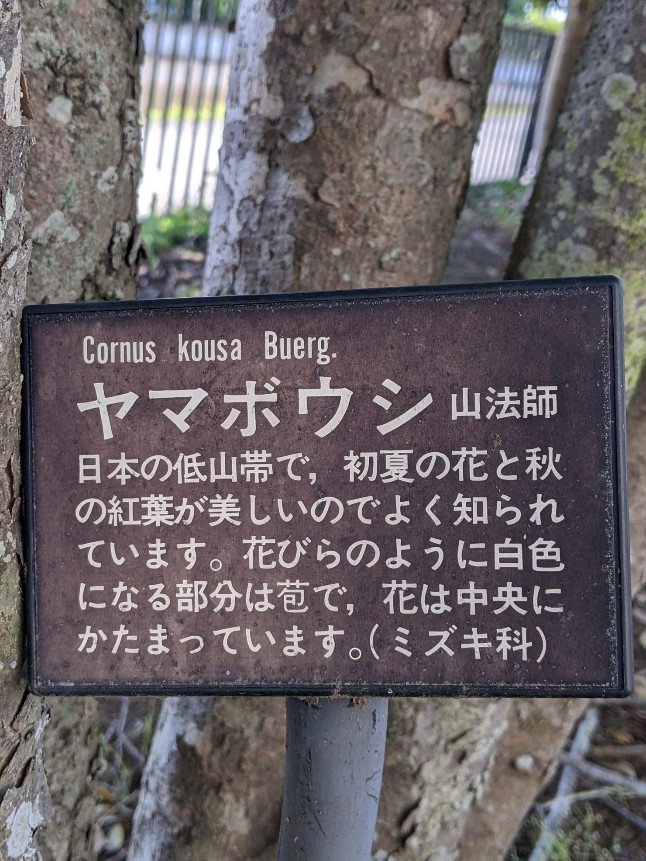 Cornus kousa Buerg.
ヤマボウシ 山法師
日本の低山帯で，初夏の花と秋
の紅葉が美しいのでよく知られ
ています。花びらのように白色
になる部分は苞で，花は中央に
かたまっています。(ミズキ科)